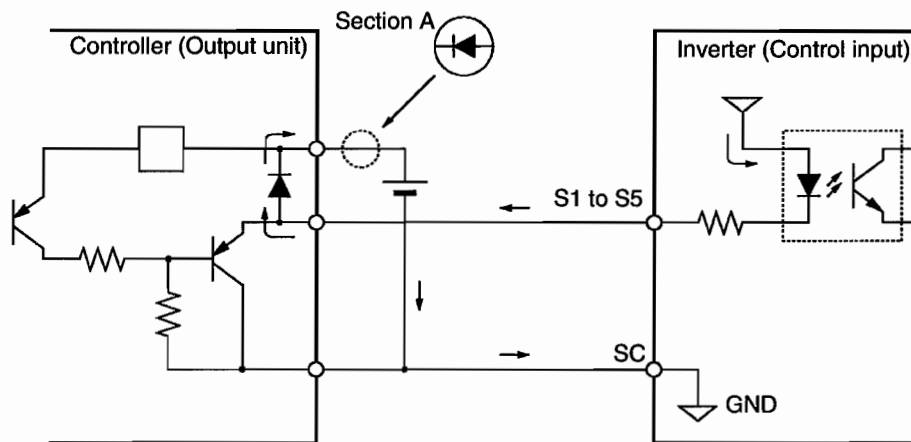 Section A
Controller (Output unit)
Inverter (Control input)
S1 to S5
SC
GND